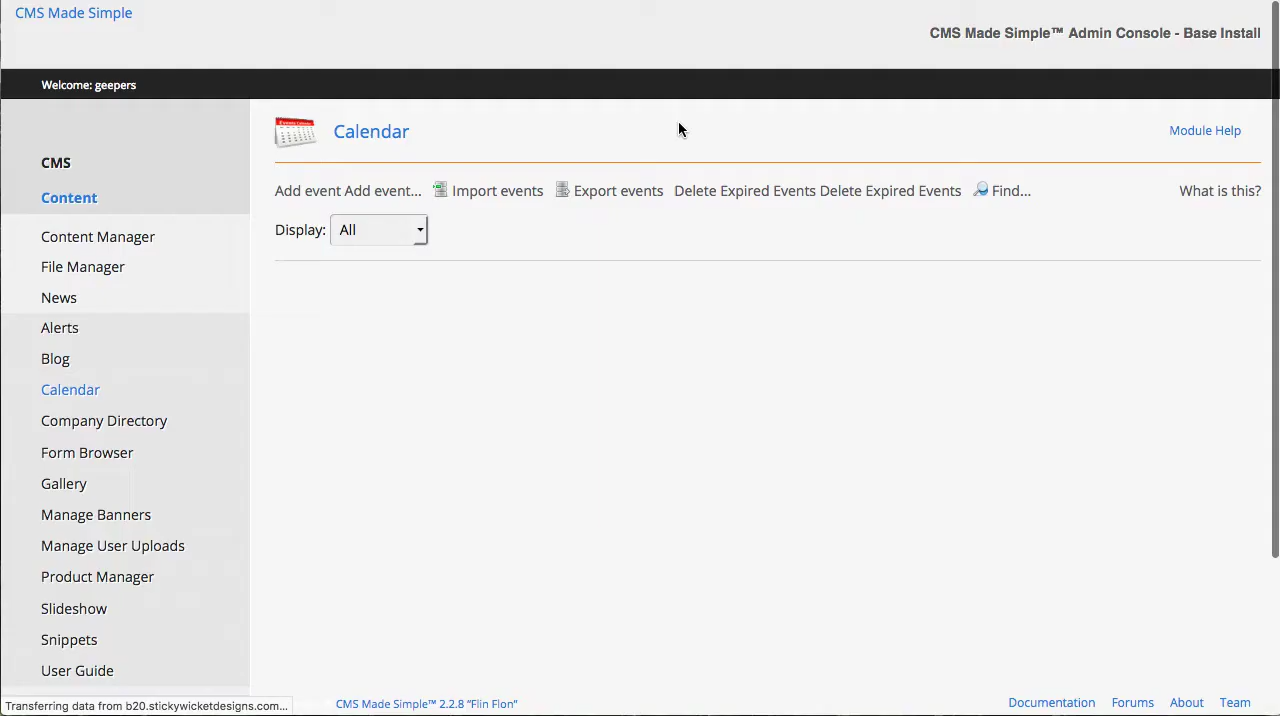 CMS Made Simple
CMS Made Simple™ Admin Console - Base Install
Welcome: geepers
CMS
Content
Content Manager
File Manager
News
Alerts
Blog
Calendar
Company Directory
Form Browser
Gallery
Manage Banners
Manage User Uploads
Product Manager
Slideshow
Snippets
User Guide
Events Calendar
Calendar
Module Help
Add event Add event... Import events Export events Delete Expired Events Delete Expired Events Find... What is this?
Display: All
Transferring data from b20.stickywicketdesigns.com...
CMS Made Simple™ 2.2.8 “Flin Flon”
Documentation Forums About Team